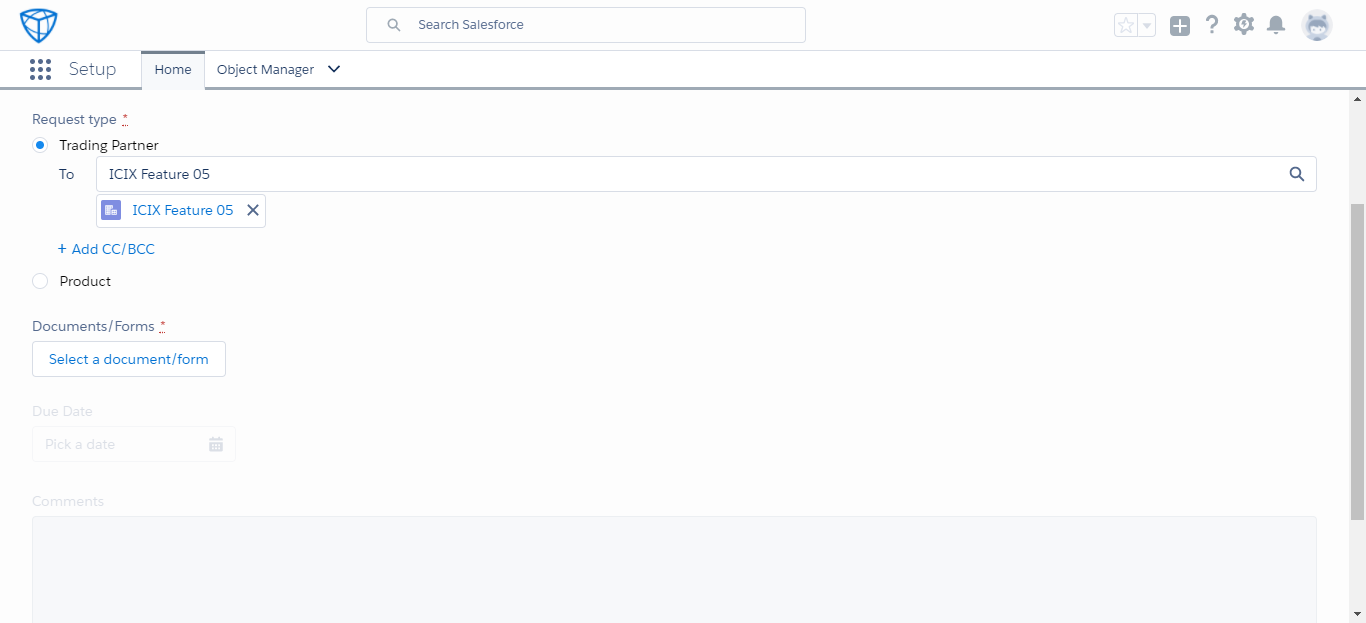 Search Salesforce
Setup
Home
Object Manager
Request type *
Trading Partner
To
ICIX Feature 05
ICIX Feature 05
+ Add CC/BCC
Product
Documents/Forms *
Select a document/form
Due Date
Pick a date
Comments